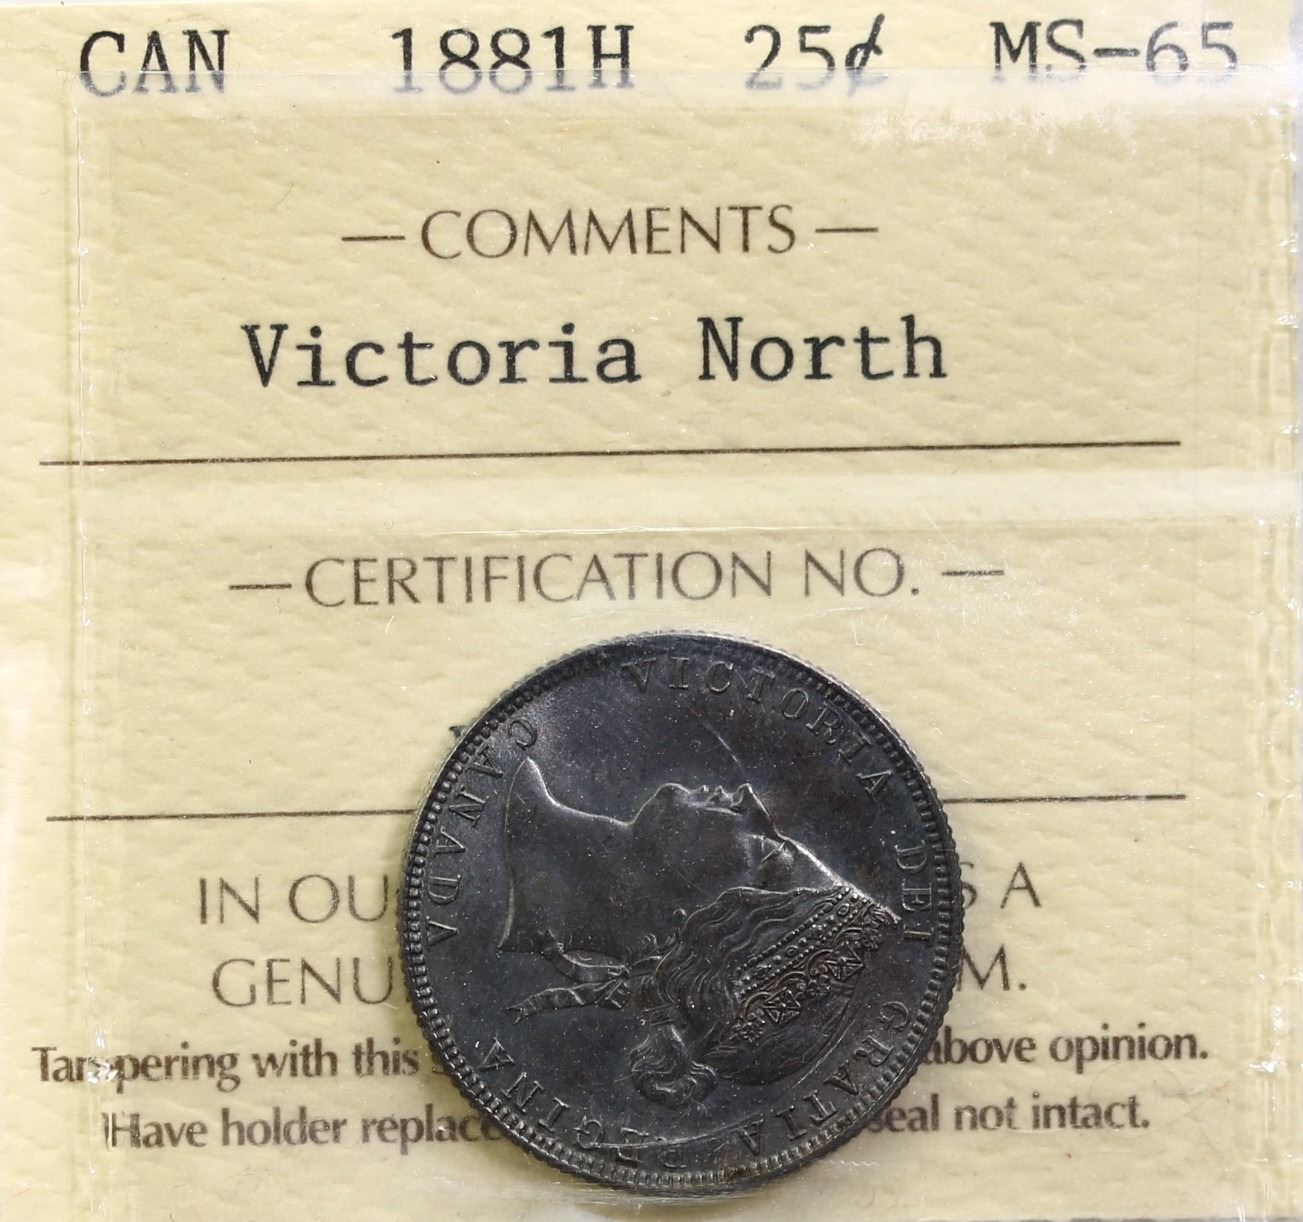 CAN 1881H 25¢ MS-65
— COMMENTS —
Victoria North
— CERTIFICATION NO. —
VICTORIA DEI GRATIA REGINA
CANADA
IN OU S A
GENU M.
Tampering with this above opinion.
Have holder replace seal not intact.